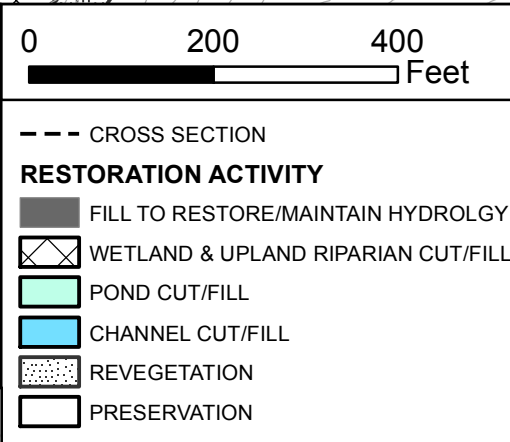 0 200 400
Feet
CROSS SECTION
RESTORATION ACTIVITY
FILL TO RESTORE/MAINTAIN HYDROLGY
WETLAND & UPLAND RIPARIAN CUT/FILL
POND CUT/FILL
CHANNEL CUT/FILL
REVEGETATION
PRESERVATION